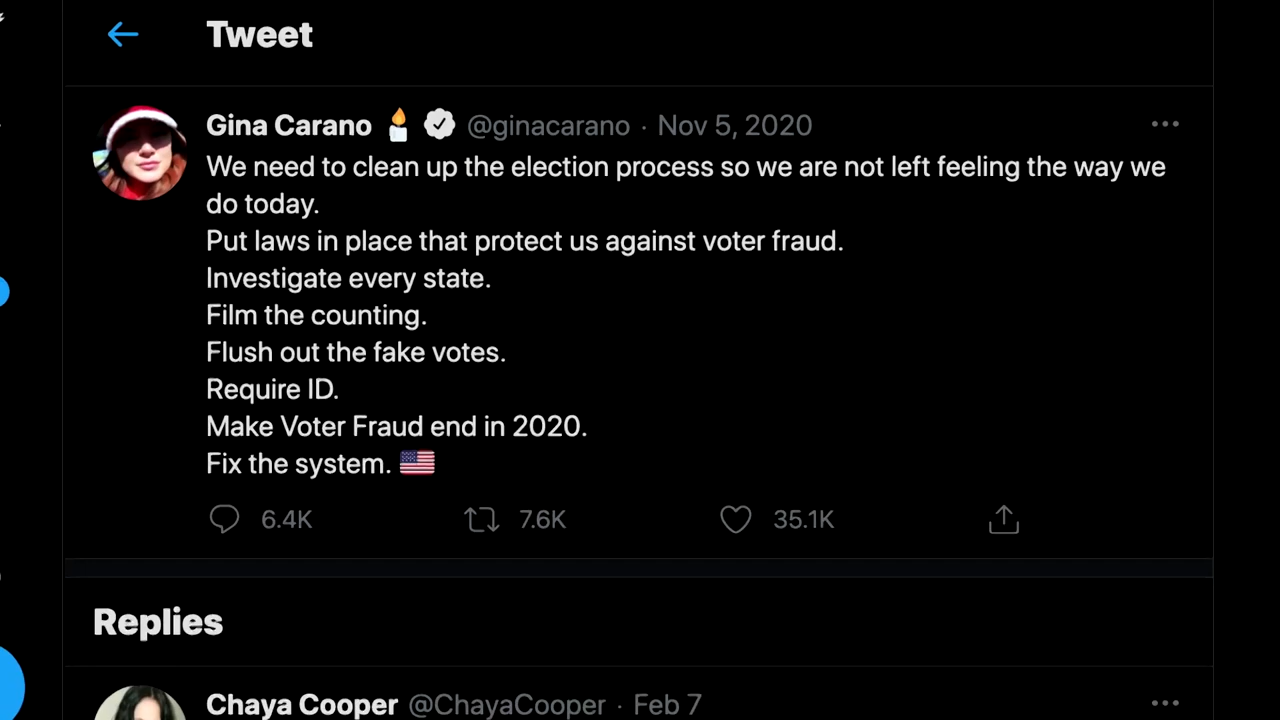 Tweet
Gina Carano 🕯️ @ginacarano · Nov 5, 2020
We need to clean up the election process so we are not left feeling the way we
do today.
Put laws in place that protect us against voter fraud.
Investigate every state.
Film the counting.
Flush out the fake votes.
Require ID.
Make Voter Fraud end in 2020.
Fix the system. 🇺🇸
6.4K 7.6K 35.1K
Replies
Chaya Cooper @ChayaCooper · Feb 7